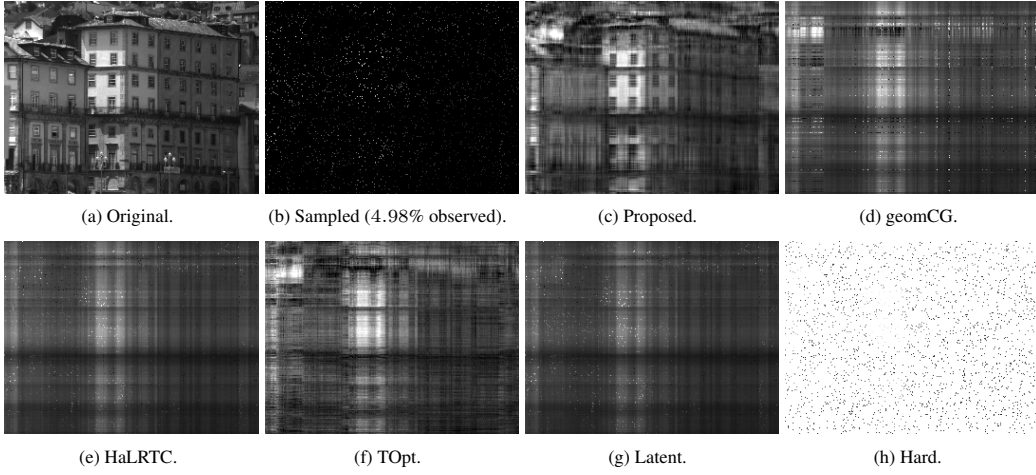 (a) Original.
(b) Sampled (4.98% observed).
(c) Proposed.
(d) geomCG.
(e) HaLRTC.
(f) TOpt.
(g) Latent.
(h) Hard.